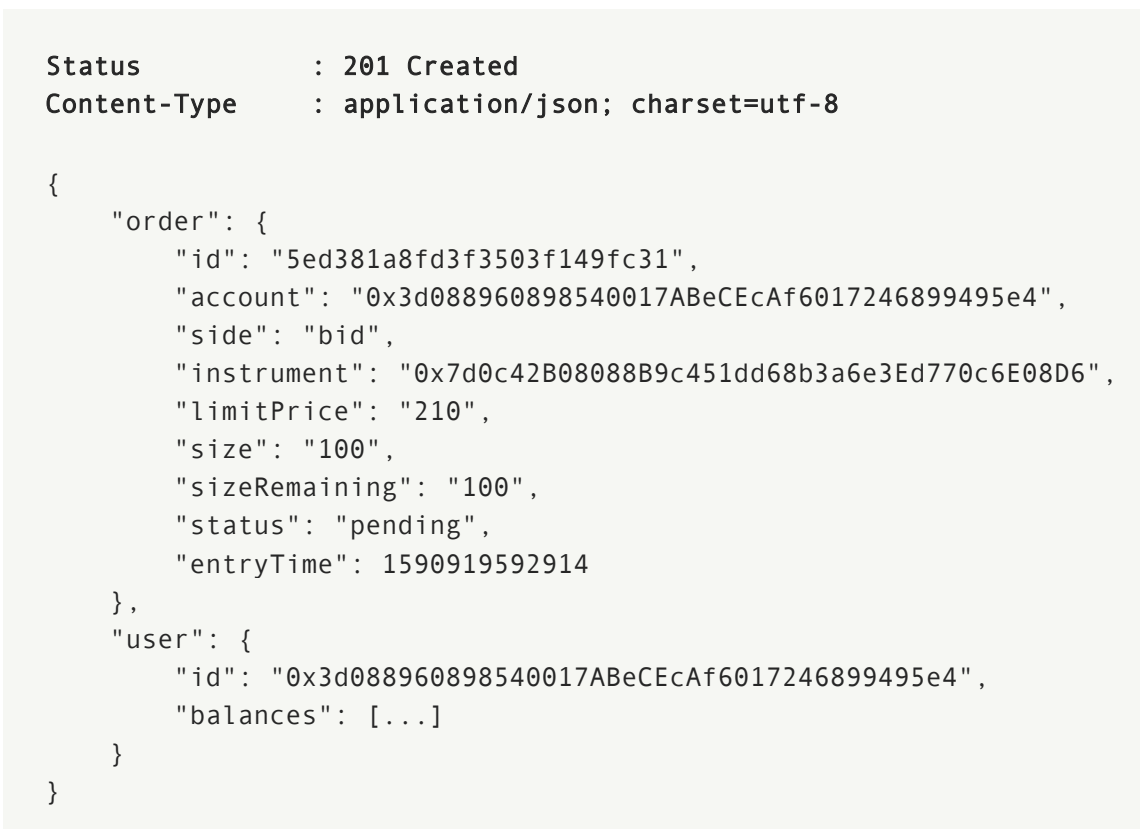 Status           : 201 Created
Content-Type     : application/json; charset=utf-8
{
    "order": {
        "id": "5ed381a8fd3f3503f149fc31",
        "account": "0x3d088960898540017ABeCEcAf6017246899495e4",
        "side": "bid",
        "instrument": "0x7d0c42B08088B9c451dd68b3a6e3Ed770c6E08D6",
        "limitPrice": "210",
        "size": "100",
        "sizeRemaining": "100",
        "status": "pending",
        "entryTime": 1590919592914
    },
    "user": {
        "id": "0x3d088960898540017ABeCEcAf6017246899495e4",
        "balances": [...]
    }
}